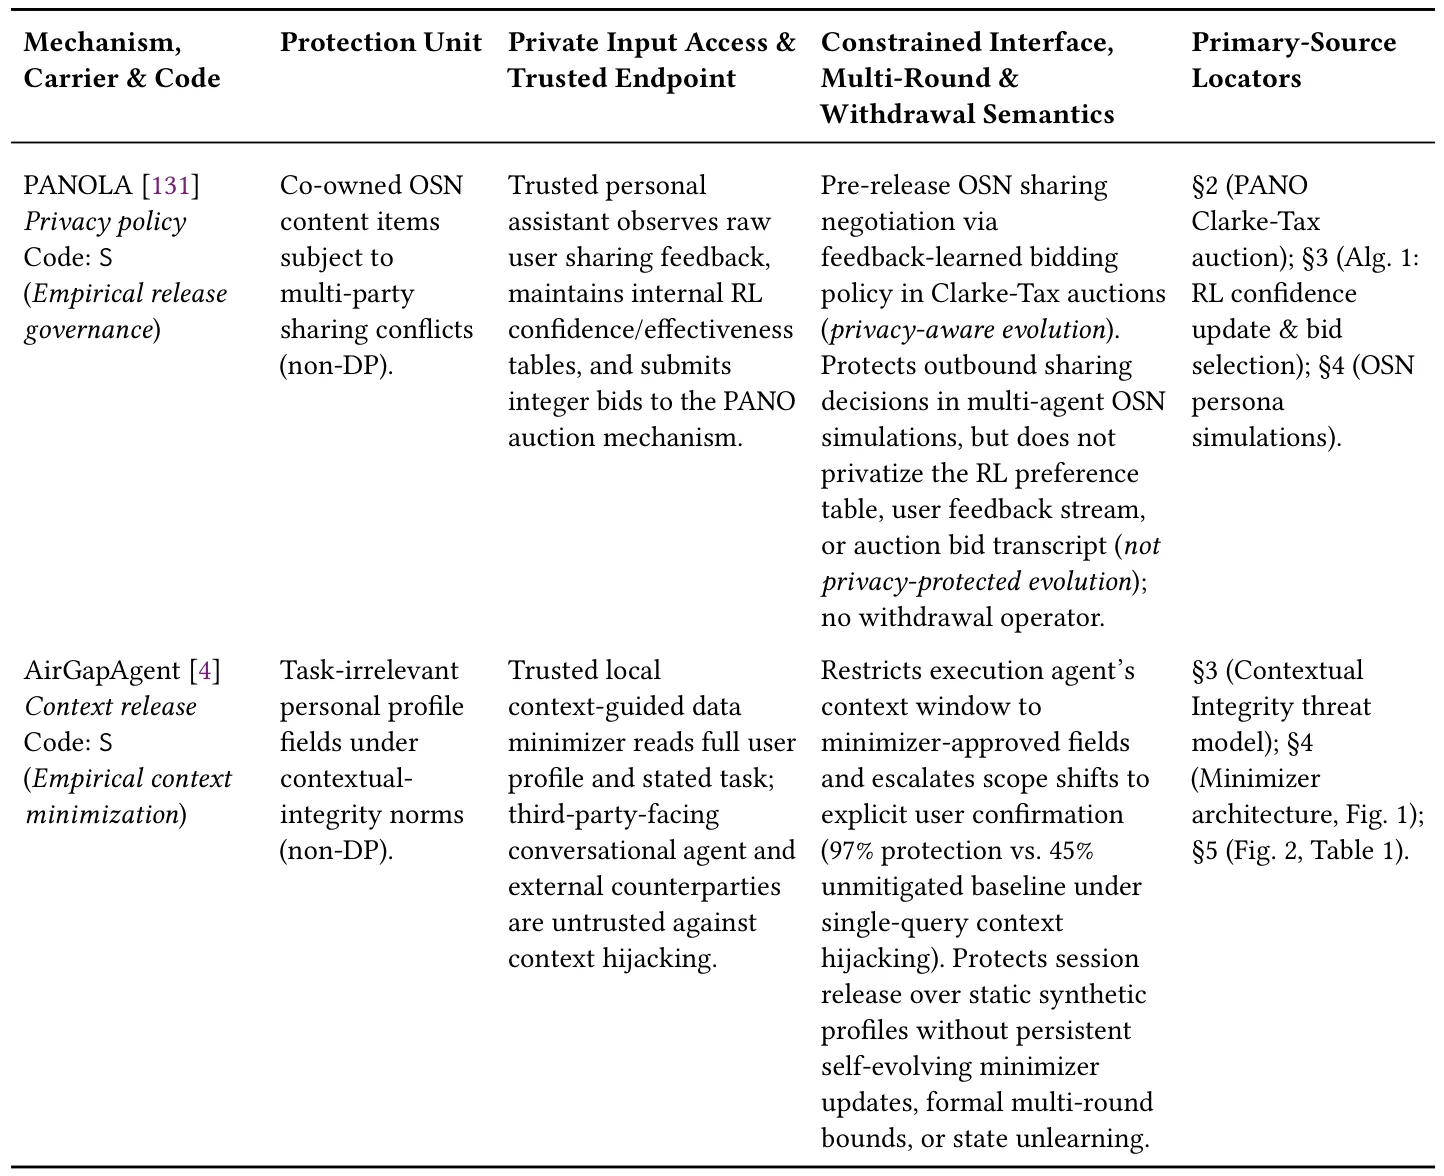 Mechanism,
Carrier & Code
Protection Unit
Private Input Access &
Trusted Endpoint
Constrained Interface,
Multi-Round &
Withdrawal Semantics
Primary-Source
Locators
PANOLA [131]
Privacy policy
Code: S
(Empirical release
governance)
Co-owned OSN
content items
subject to
multi-party
sharing conflicts
(non-DP).
Trusted personal
assistant observes raw
user sharing feedback,
maintains internal RL
confidence/effectiveness
tables, and submits
integer bids to the PANO
auction mechanism.
Pre-release OSN sharing
negotiation via
feedback-learned bidding
policy in Clarke-Tax auctions
(privacy-aware evolution).
Protects outbound sharing
decisions in multi-agent OSN
simulations, but does not
privatize the RL preference
table, user feedback stream,
or auction bid transcript (not
privacy-protected evolution);
no withdrawal operator.
§2 (PANO
Clarke-Tax
auction); §3 (Alg. 1:
RL confidence
update & bid
selection); §4 (OSN
persona
simulations).
AirGapAgent [4]
Context release
Code: S
(Empirical context
minimization)
Task-irrelevant
personal profile
fields under
contextual-
integrity norms
(non-DP).
Trusted local
context-guided data
minimizer reads full user
profile and stated task;
third-party-facing
conversational agent and
external counterparties
are untrusted against
context hijacking.
Restricts execution agent's
context window to
minimizer-approved fields
and escalates scope shifts to
explicit user confirmation
(97% protection vs. 45%
unmitigated baseline under
single-query context
hijacking). Protects session
release over static synthetic
profiles without persistent
self-evolving minimizer
updates, formal multi-round
bounds, or state unlearning.
§3 (Contextual
Integrity threat
model); §4
(Minimizer
architecture, Fig. 1);
§5 (Fig. 2, Table 1).